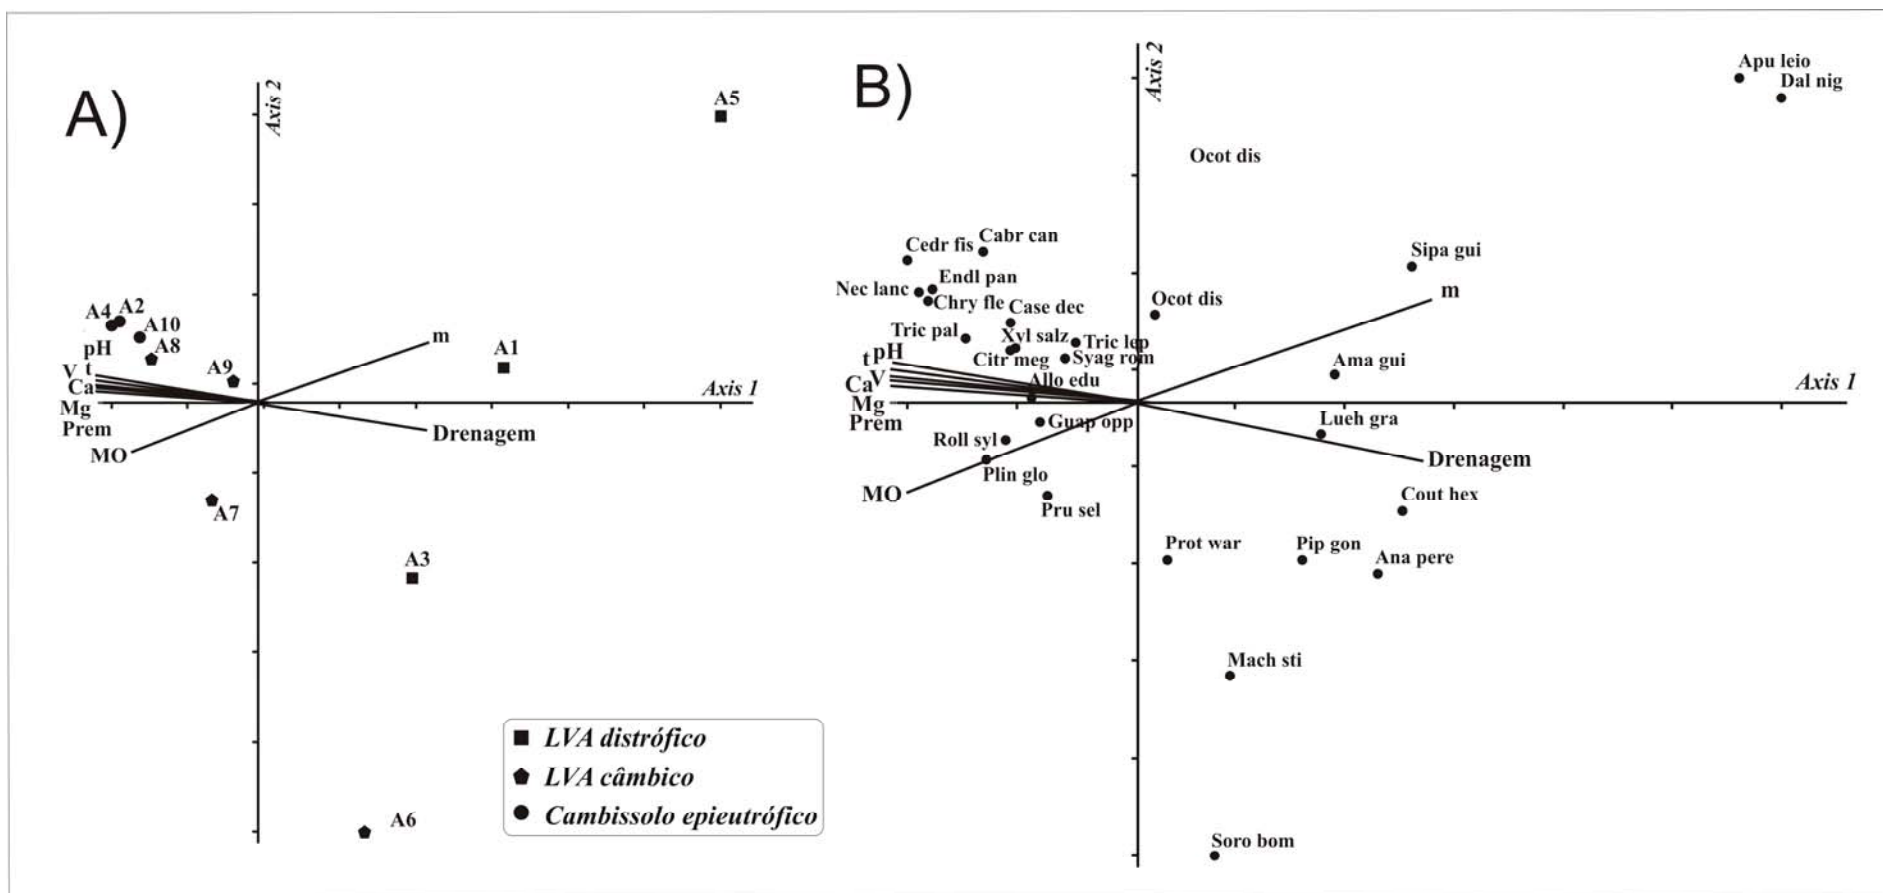 A)
Axis 2
A5
A4
A2
A10
A8
A9
pH
t
V
Ca
Mg
Prem
MO
m
A1
Axis 1
Drenagem
A7
A3
A6
LVA distrófico
LVA câmbico
Cambissolo epieutrófico
B)
Axis 2
Apu leio
Dal nig
Ocot dis
Cedr fis
Cabr can
Sipa gui
Nec lanc
Endl pan
Chry fle
Case dec
Ocot dis
m
Tric pal
Xyl salz
Tric lep
Citr meg
Syag rom
t
pH
Ca
V
Allo edu
Ama gui
Axis 1
Mg
Prem
Guap opp
Lueh gra
Roll syl
Plin glo
Drenagem
MO
Pru sel
Cout hex
Prot war
Pip gon
Ana pere
Mach sti
Soro bom